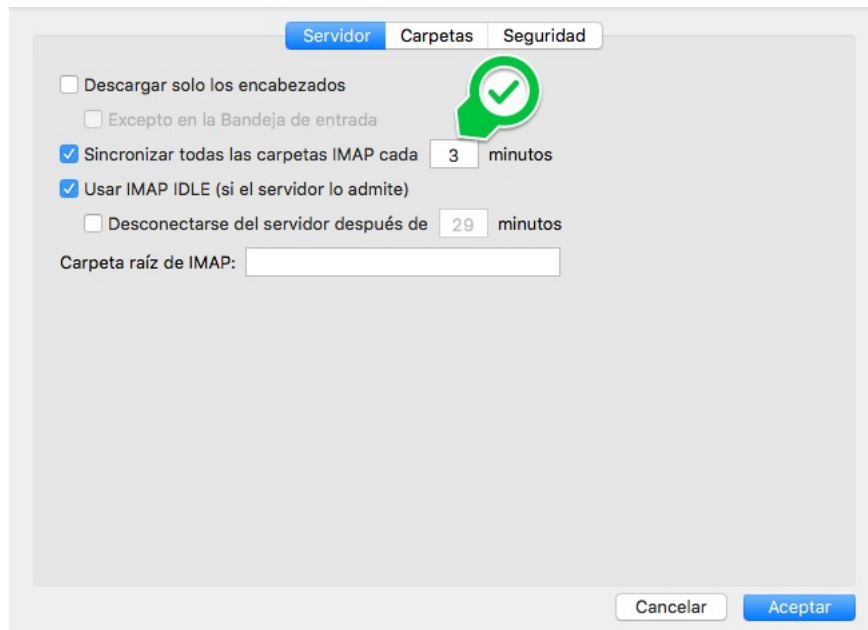 Servidor Carpetas Seguridad
Descargar solo los encabezados
Excepto en la Bandeja de entrada
Sincronizar todas las carpetas IMAP cada 3 minutos
Usar IMAP IDLE (si el servidor lo admite)
Desconectarse del servidor después de 29 minutos
Carpeta raíz de IMAP:
Cancelar Aceptar